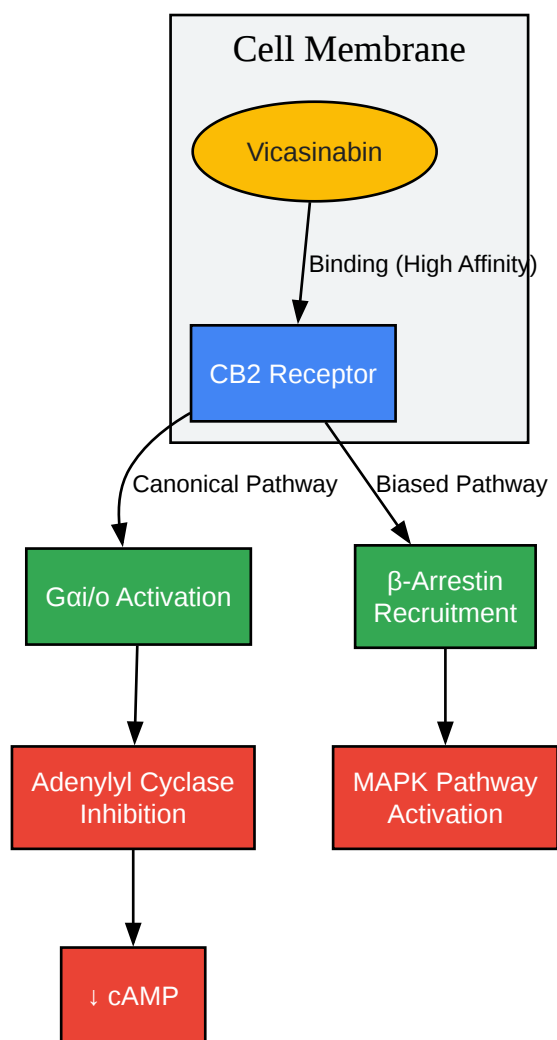 Cell Membrane
Vicasinabin
Binding (High Affinity)
CB2 Receptor
Canonical Pathway
Biased Pathway
Gαi/o Activation
β-Arrestin
Recruitment
Adenylyl Cyclase
Inhibition
MAPK Pathway
Activation
↓ cAMP